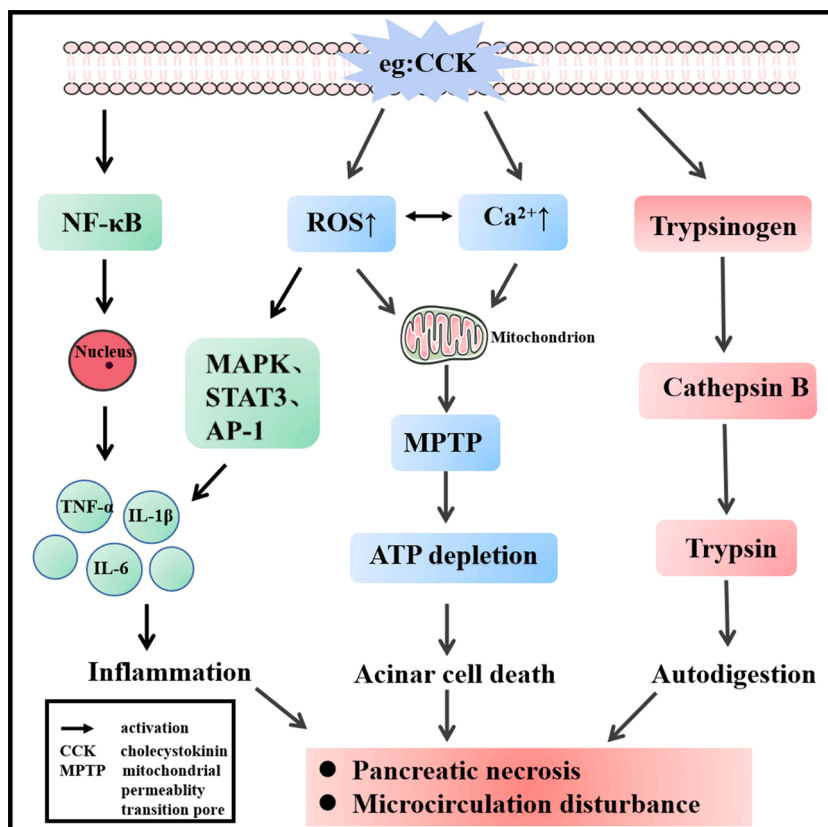 eg:CCK
NF-κB
ROS↑
Ca²⁺↑
Trypsinogen
Nucleus
Mitochondrion
MAPK、
STAT3、
AP-1
Cathepsin B
MPTP
TNF-α
IL-1β
IL-6
ATP depletion
Trypsin
Inflammation
Acinar cell death
Autodigestion
activation
CCK cholecystokinin
MPTP mitochondrial
permeablity
transition pore
● Pancreatic necrosis
● Microcirculation disturbance